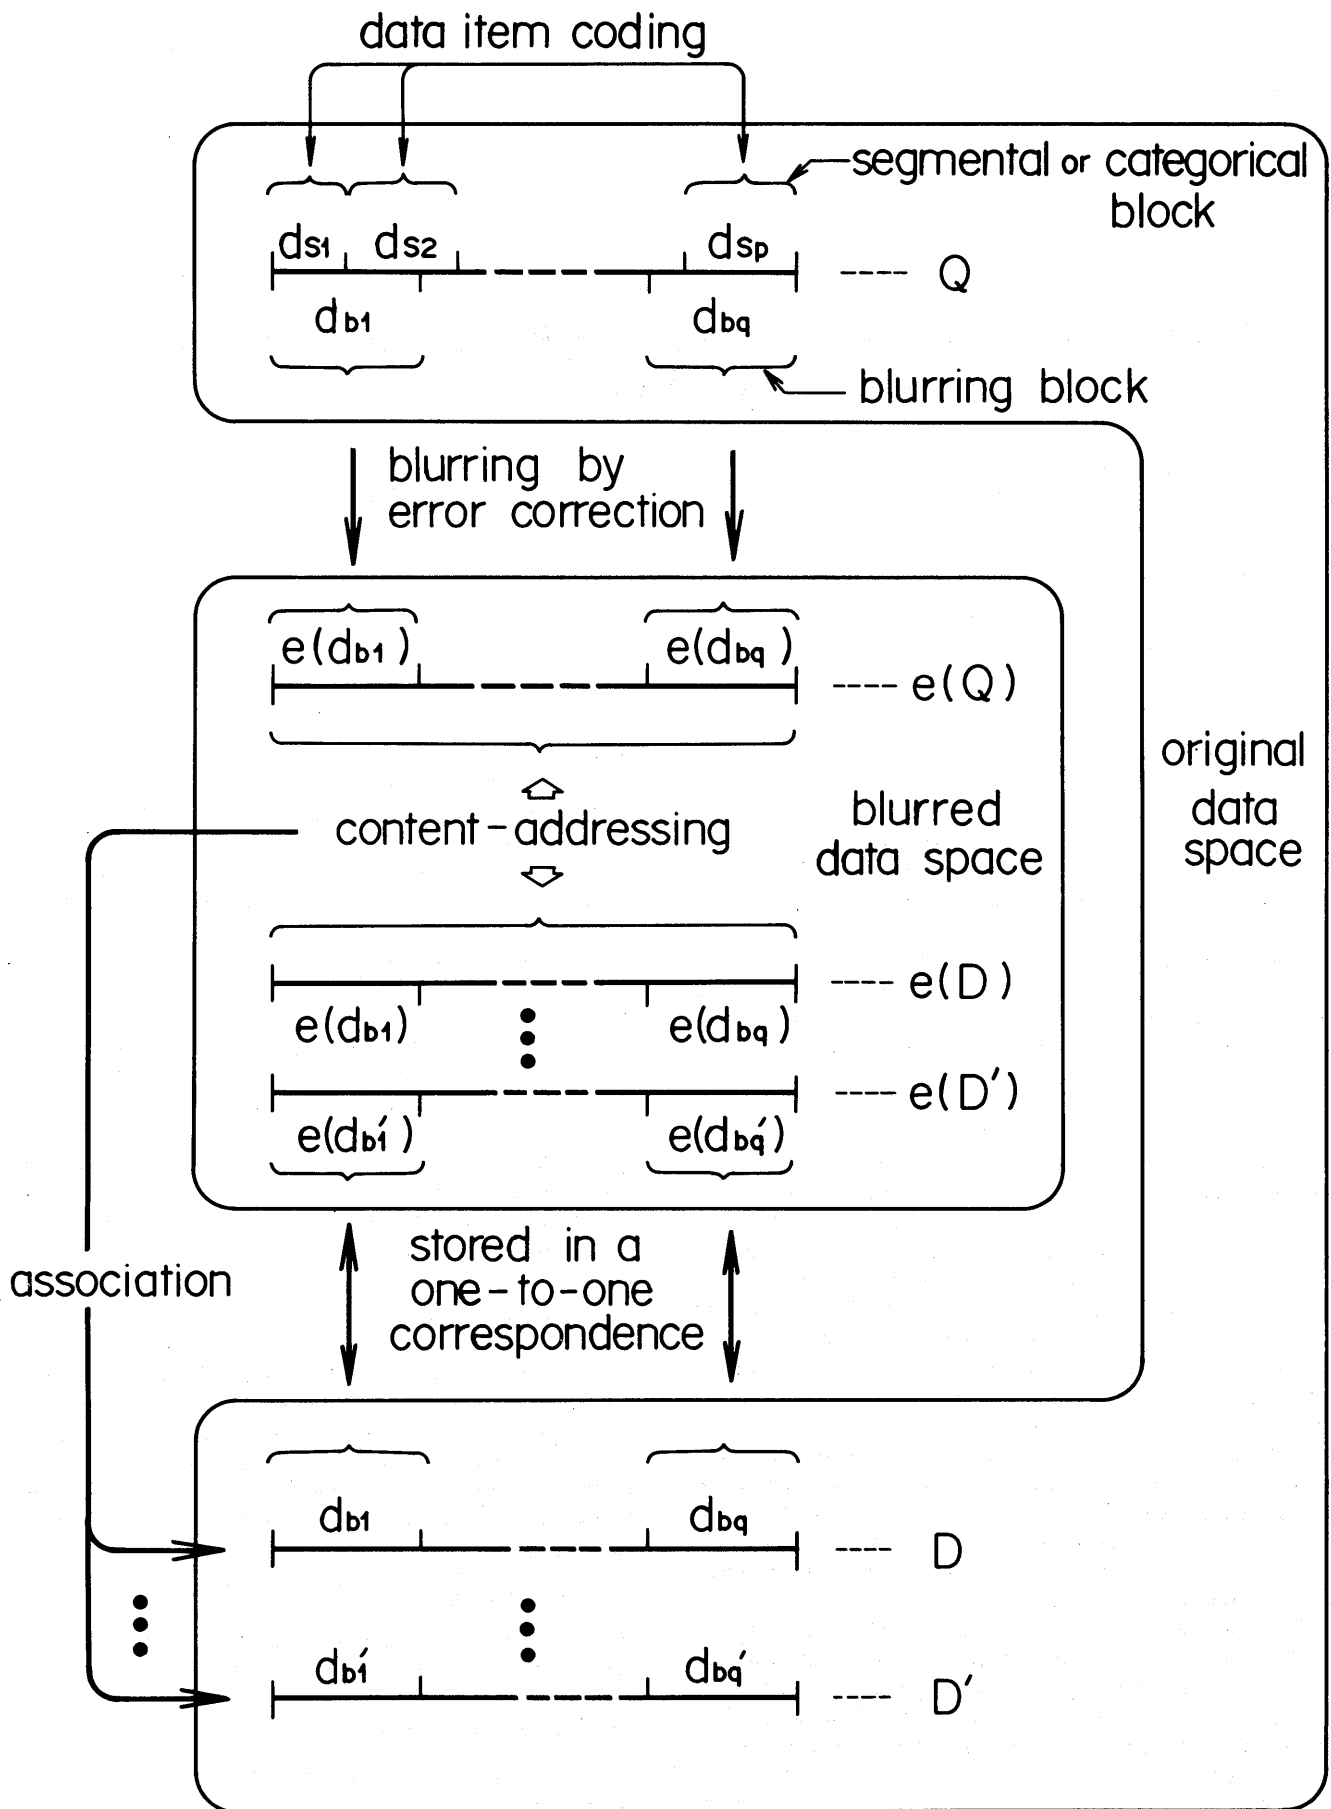 data item coding
segmental or categorical
block
ds1 ds2 dsp
Q
db1 dbq
blurring block
blurring by
error correction
e(db1) e(dbq)
e(Q)
content-addressing
blurred
data space
original
data
space
e(D)
e(db1) e(dbq)
e(D')
e(db1') e(dbq')
stored in a
one-to-one
correspondence
association
db1 dbq
D
db1' dbq'
D'